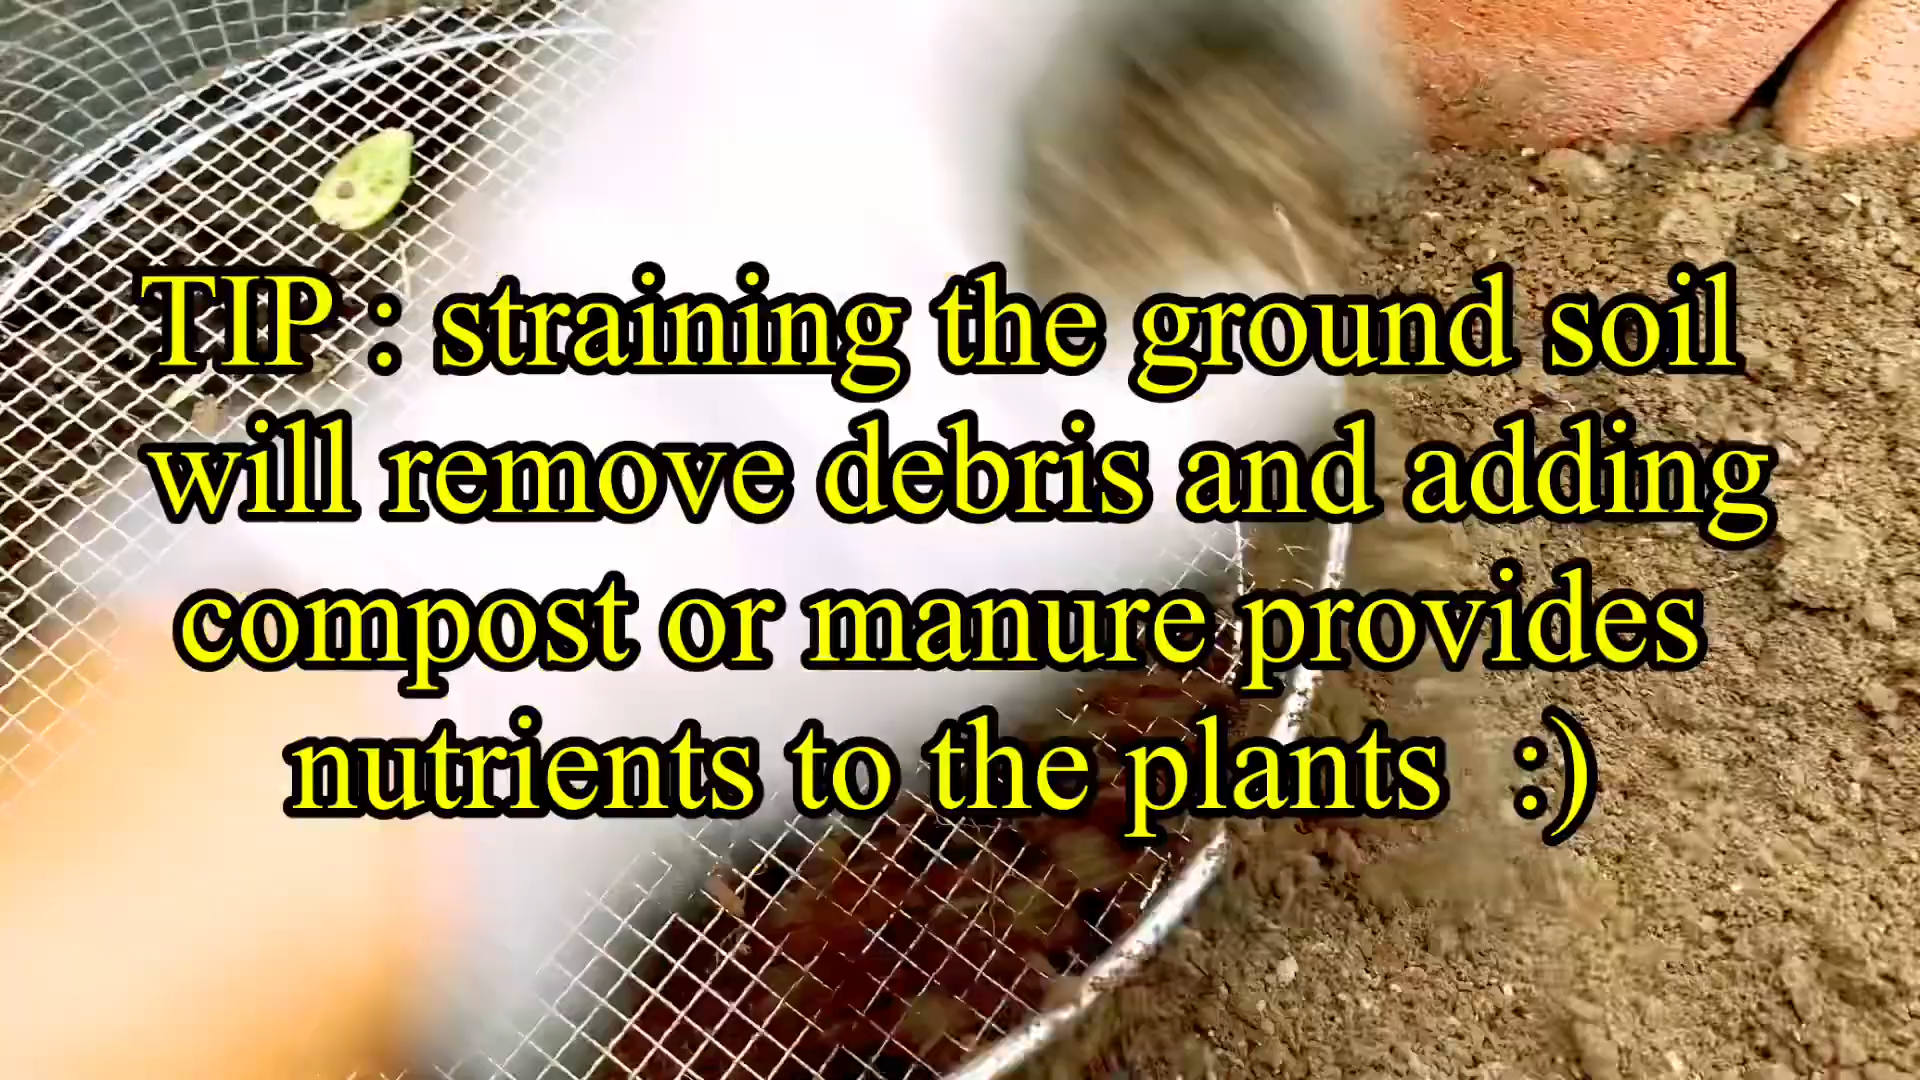 TIP : straining the ground soil
will remove debris and adding
compost or manure provides
nutrients to the plants  :)